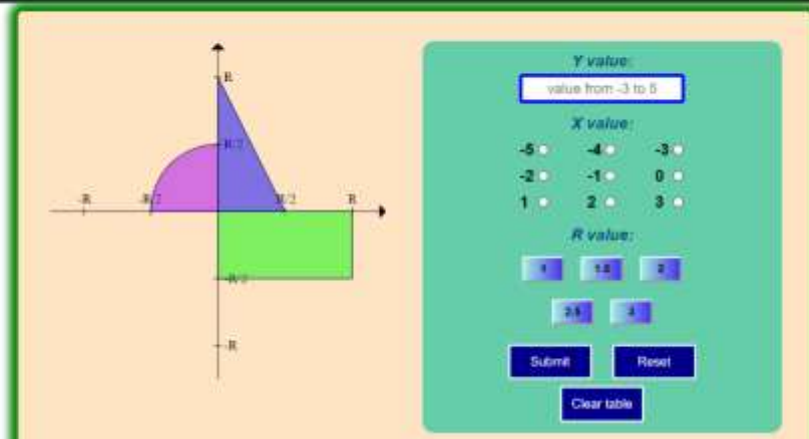 R
R/2
-R -R/2 R/2 R
-R/2
-R
Y value:
value from -3 to 5
X value:
-5 -4 -3
-2 -1 0
1 2 3
R value:
1 1.5 2
2.5 3
Submit Reset
Clear table